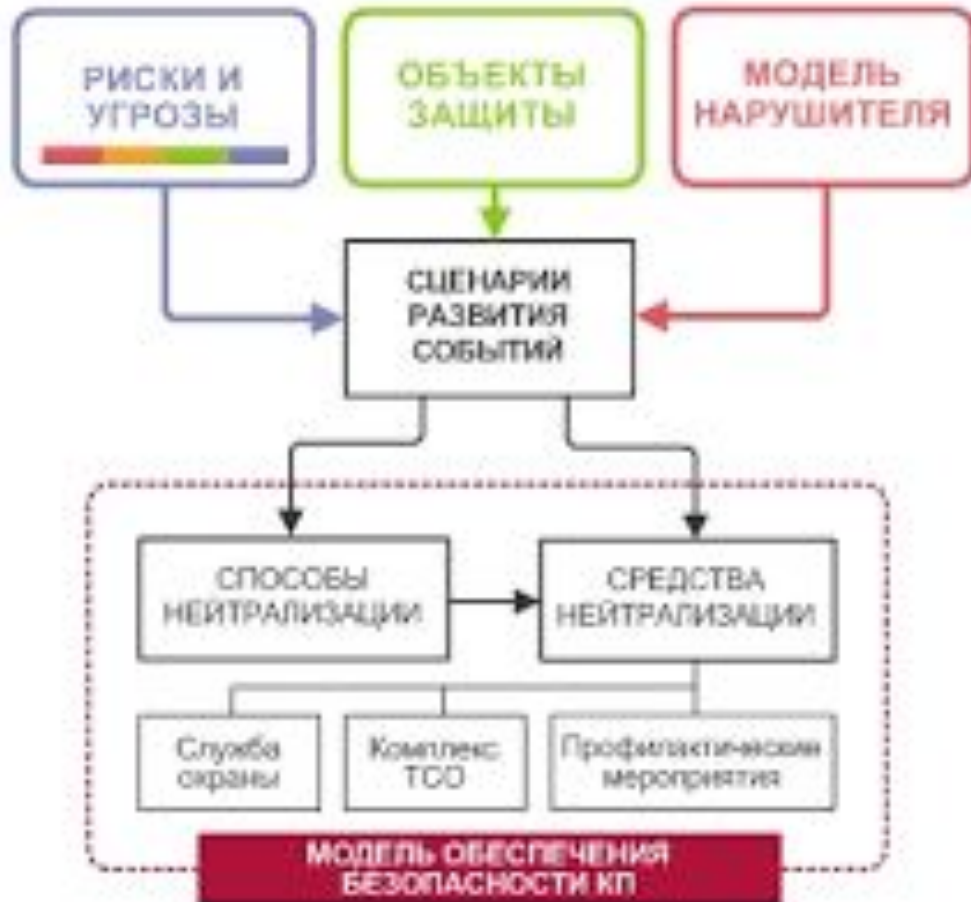 РИСКИ И
УГРОЗЫ
ОБЪЕКТЫ
ЗАЩИТЫ
МОДЕЛЬ
НАРУШИТЕЛЯ
СЦЕНАРИИ
РАЗВИТИЯ
СОБЫТИЙ
СПОСОБЫ
НЕЙТРАЛИЗАЦИИ
СРЕДСТВА
НЕЙТРАЛИЗАЦИИ
Служба
охраны
Комплекс
ТСО
Профилактические
мероприятия
МОДЕЛЬ ОБЕСПЕЧЕНИЯ
БЕЗОПАСНОСТИ КП